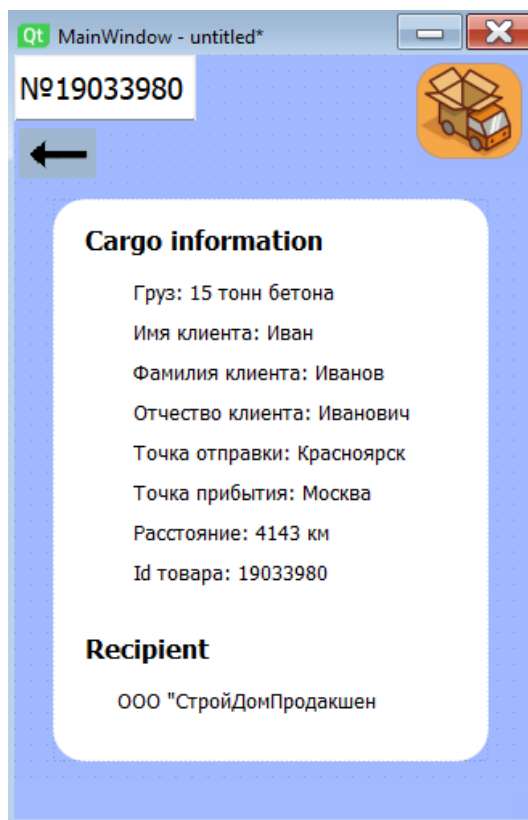 Qt MainWindow - untitled*
№19033980
Cargo information
Груз: 15 тонн бетона
Имя клиента: Иван
Фамилия клиента: Иванов
Отчество клиента: Иванович
Точка отправки: Красноярск
Точка прибытия: Москва
Расстояние: 4143 км
Id товара: 19033980
Recipient
ООО "СтройДомПродакшен